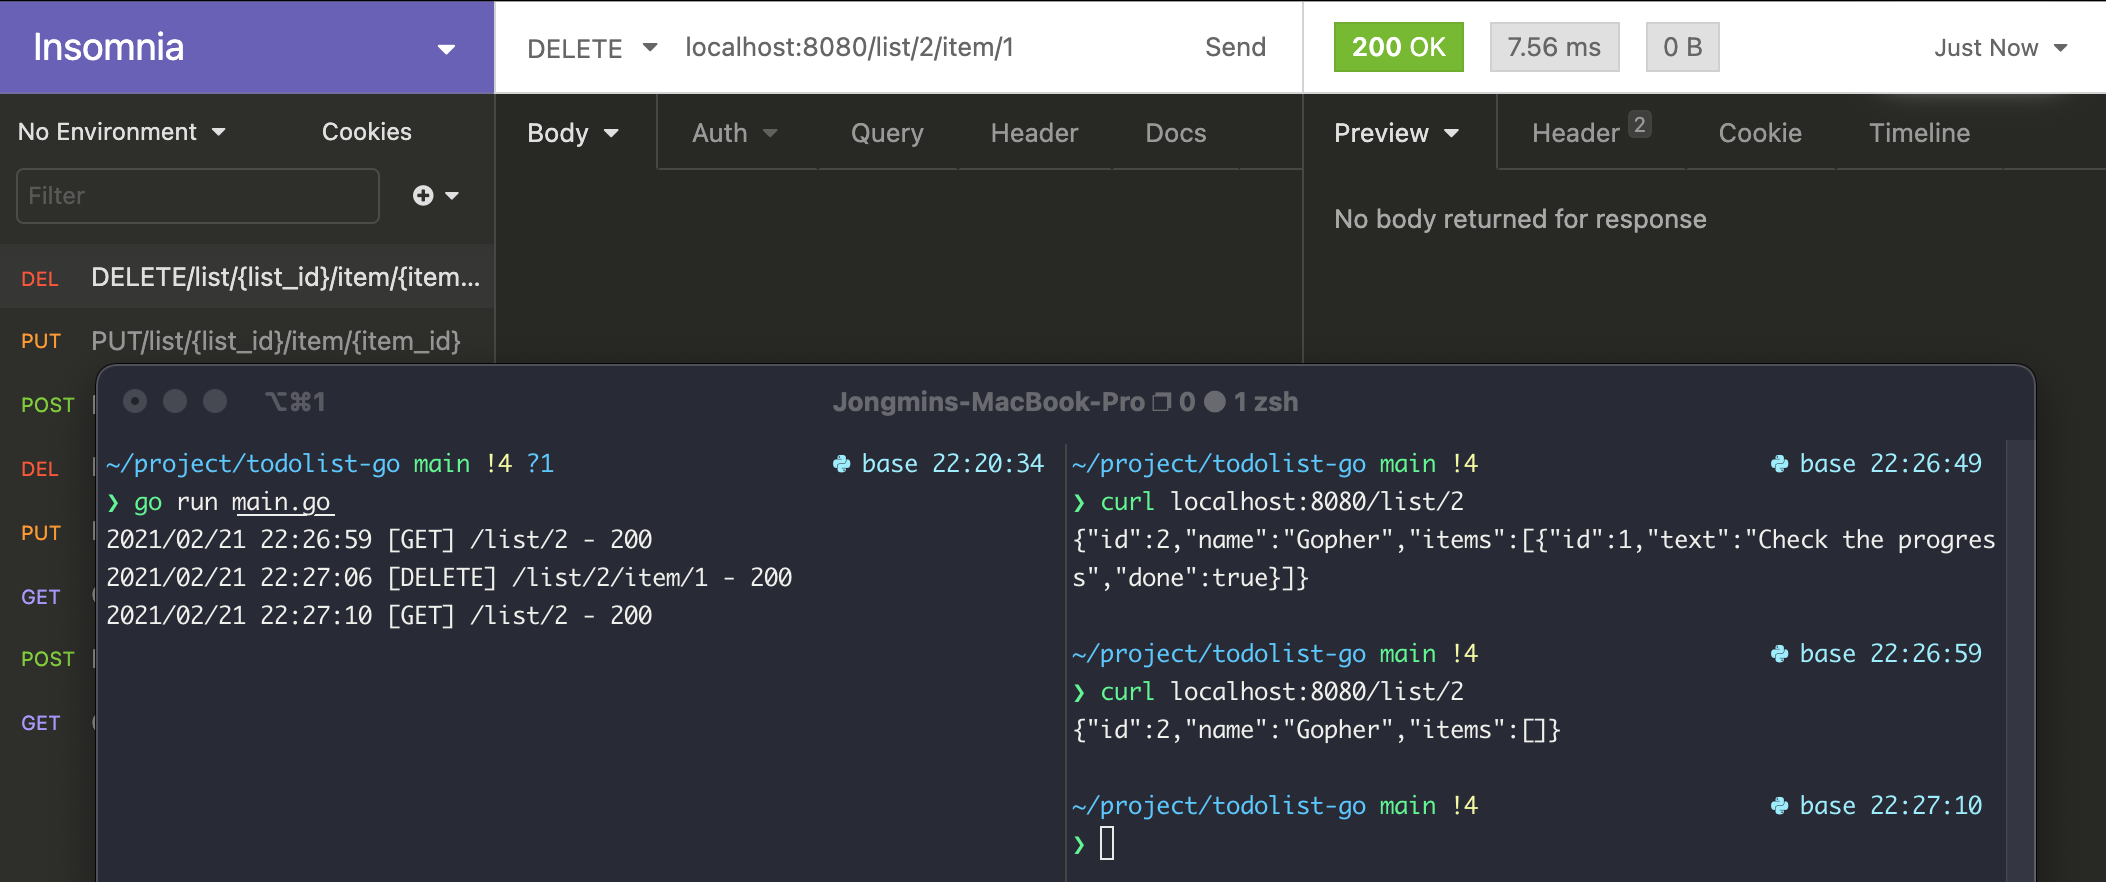 Insomnia
DELETE localhost:8080/list/2/item/1 Send
200 OK 7.56 ms 0 B Just Now
No Environment Cookies
Body Auth Query Header Docs
Preview Header 2 Cookie Timeline
Filter
No body returned for response
DEL DELETE/list/{list_id}/item/{item...
PUT PUT/list/{list_id}/item/{item_id}
POST
DEL
PUT
GET
POST
GET
⌥⌘1 Jongmins-MacBook-Pro ❐ 0 ● 1 zsh
~/project/todolist-go main !4 ?1 base 22:20:34
❯ go run main.go
2021/02/21 22:26:59 [GET] /list/2 - 200
2021/02/21 22:27:06 [DELETE] /list/2/item/1 - 200
2021/02/21 22:27:10 [GET] /list/2 - 200
~/project/todolist-go main !4 base 22:26:49
❯ curl localhost:8080/list/2
{"id":2,"name":"Gopher","items":[{"id":1,"text":"Check the progres
s","done":true}]}
~/project/todolist-go main !4 base 22:26:59
❯ curl localhost:8080/list/2
{"id":2,"name":"Gopher","items":[]}
~/project/todolist-go main !4 base 22:27:10
❯